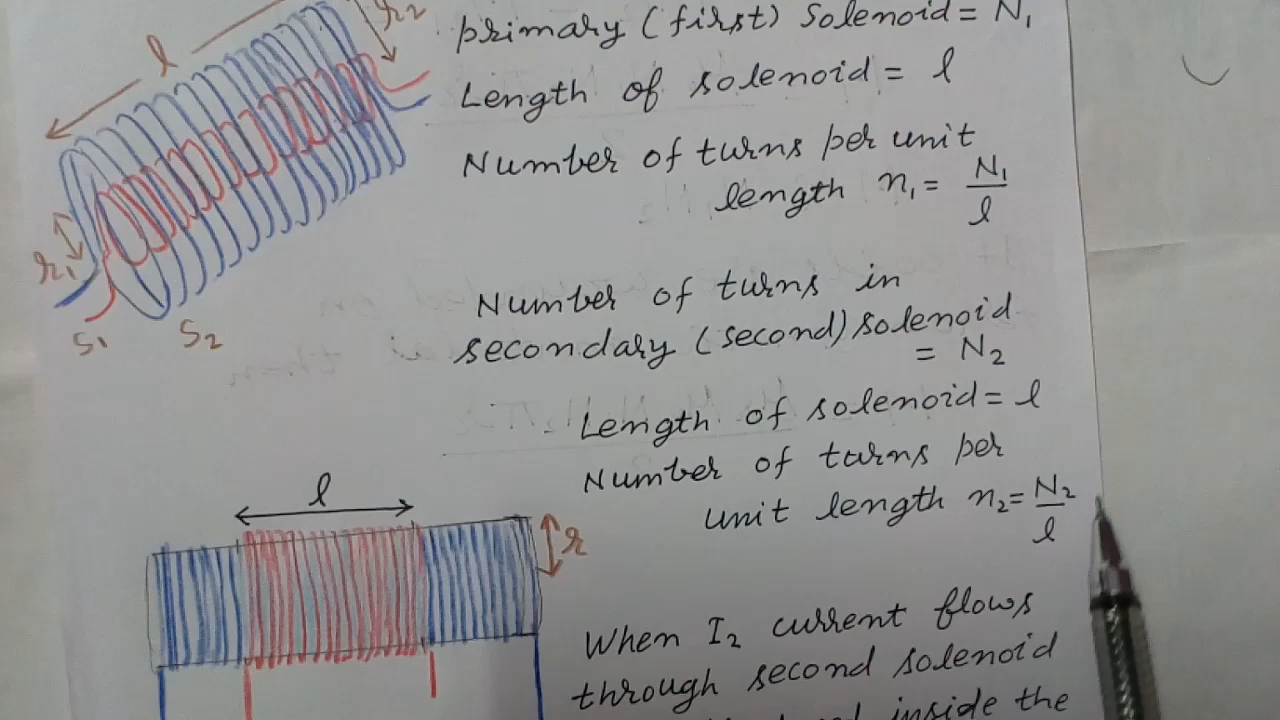 l
r2
r1
S1
S2
primary (first) Solenoid = N1
Length of solenoid = l
Number of turns per unit
length n1 = N1
l
Number of turns in
secondary (second) solenoid
= N2
Length of solenoid = l
Number of turns per
unit length n2 = N2
l
l
r
When I2 current flows
through second solenoid
inside the